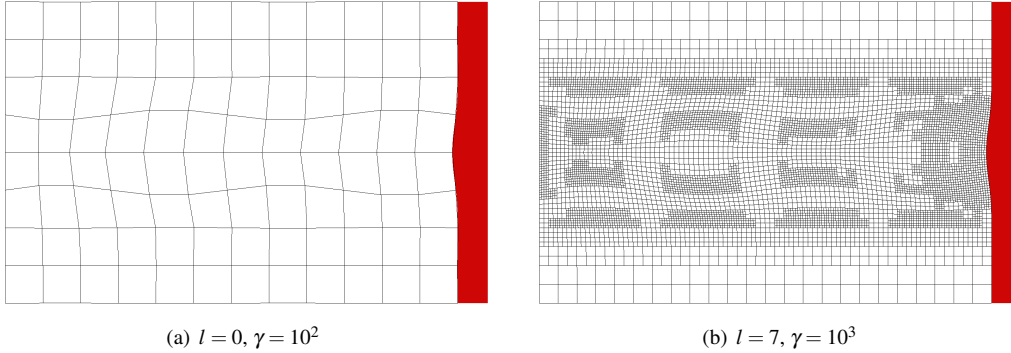 (a) l = 0, γ = 10²
(b) l = 7, γ = 10³